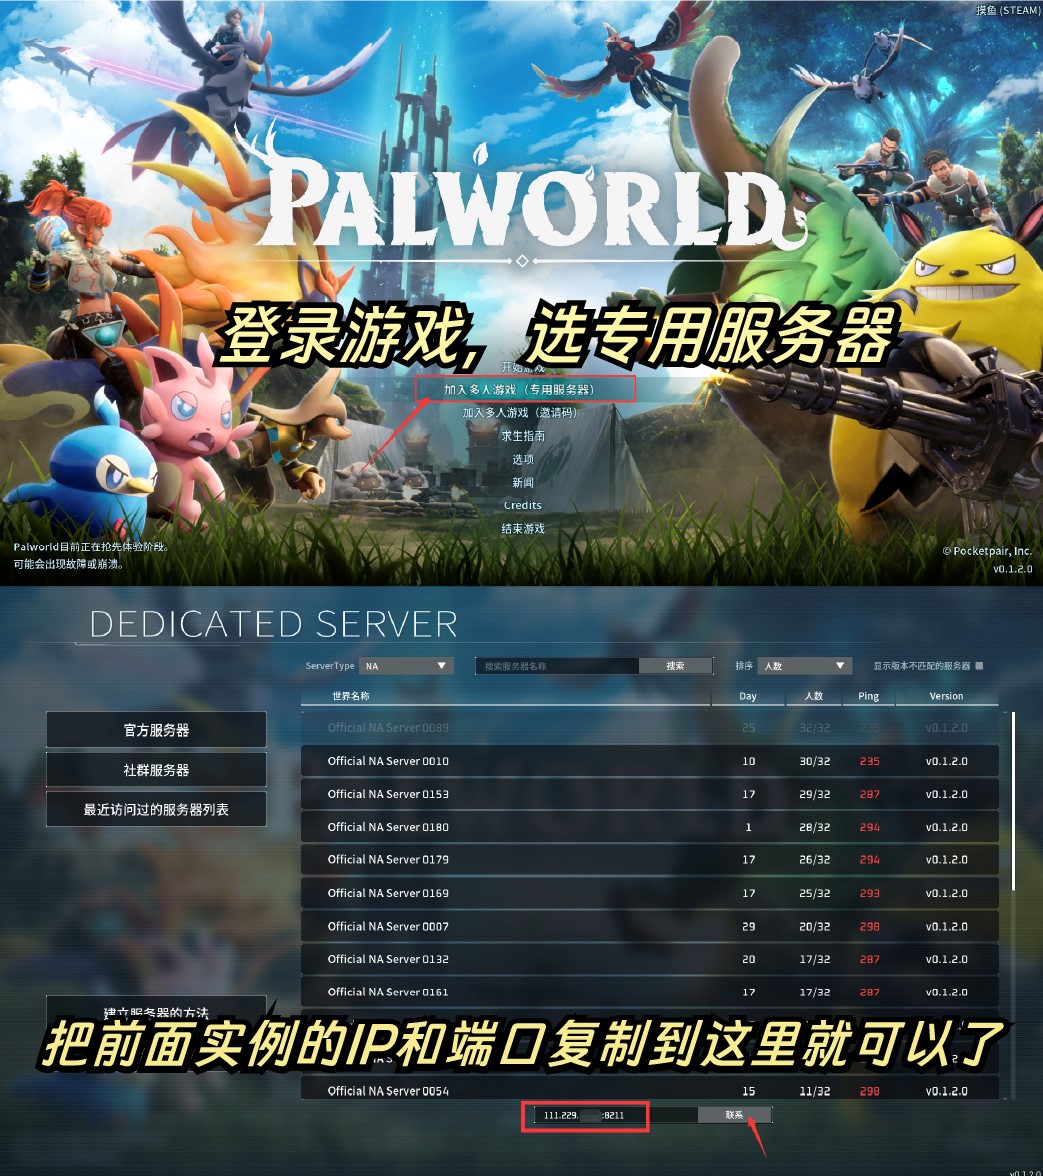 摸鱼 (STEAM)
PALWORLD
登录游戏，选专用服务器
开始游戏
加入多人游戏（专用服务器）
加入多人游戏（邀请码）
求生指南
选项
新闻
Credits
结束游戏
Palworld目前正在抢先体验阶段。
可能会出现故障或崩溃。
© Pocketpair, Inc.
v0.1.2.0
DEDICATED SERVER
ServerType NA 搜索服务器名称 搜索 排序 人数 显示版本不匹配的服务器
世界名称 Day 人数 Ping Version
官方服务器
社群服务器
最近访问过的服务器列表
Official NA Server 0089 25 32/32 235 v0.1.2.0
Official NA Server 0010 10 30/32 235 v0.1.2.0
Official NA Server 0153 17 29/32 287 v0.1.2.0
Official NA Server 0180 1 28/32 294 v0.1.2.0
Official NA Server 0179 17 26/32 294 v0.1.2.0
Official NA Server 0169 17 25/32 293 v0.1.2.0
Official NA Server 0007 29 20/32 298 v0.1.2.0
Official NA Server 0132 20 17/32 287 v0.1.2.0
Official NA Server 0161 17 17/32 287 v0.1.2.0
建立服务器的方法
把前面实例的IP和端口复制到这里就可以了
Official NA Server 0054 15 11/32 298 v0.1.2.0
111.229. :8211 联系
v0.1.2.0